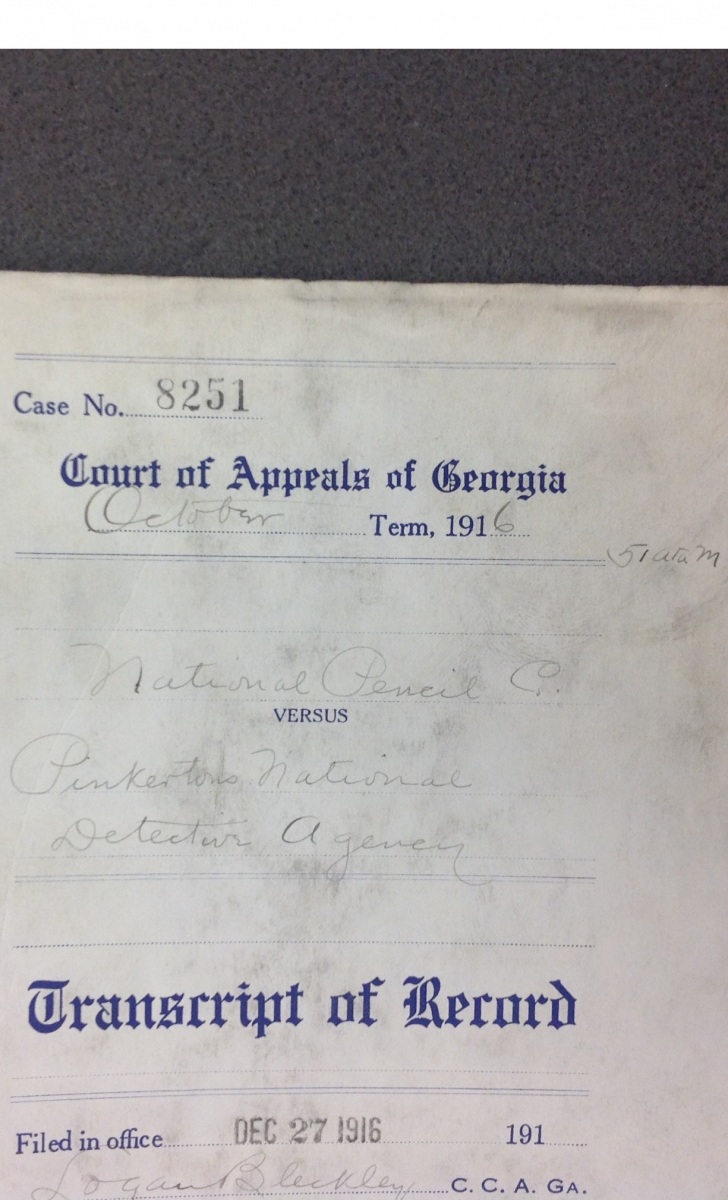 Case No. 8251
Court of Appeals of Georgia
October Term, 1916
National Pencil Co.
VERSUS
Pinkertons National
Detective Agency
Transcript of Record
Filed in office DEC 27 1916 191
Logan Bleckley C. C. A. GA.